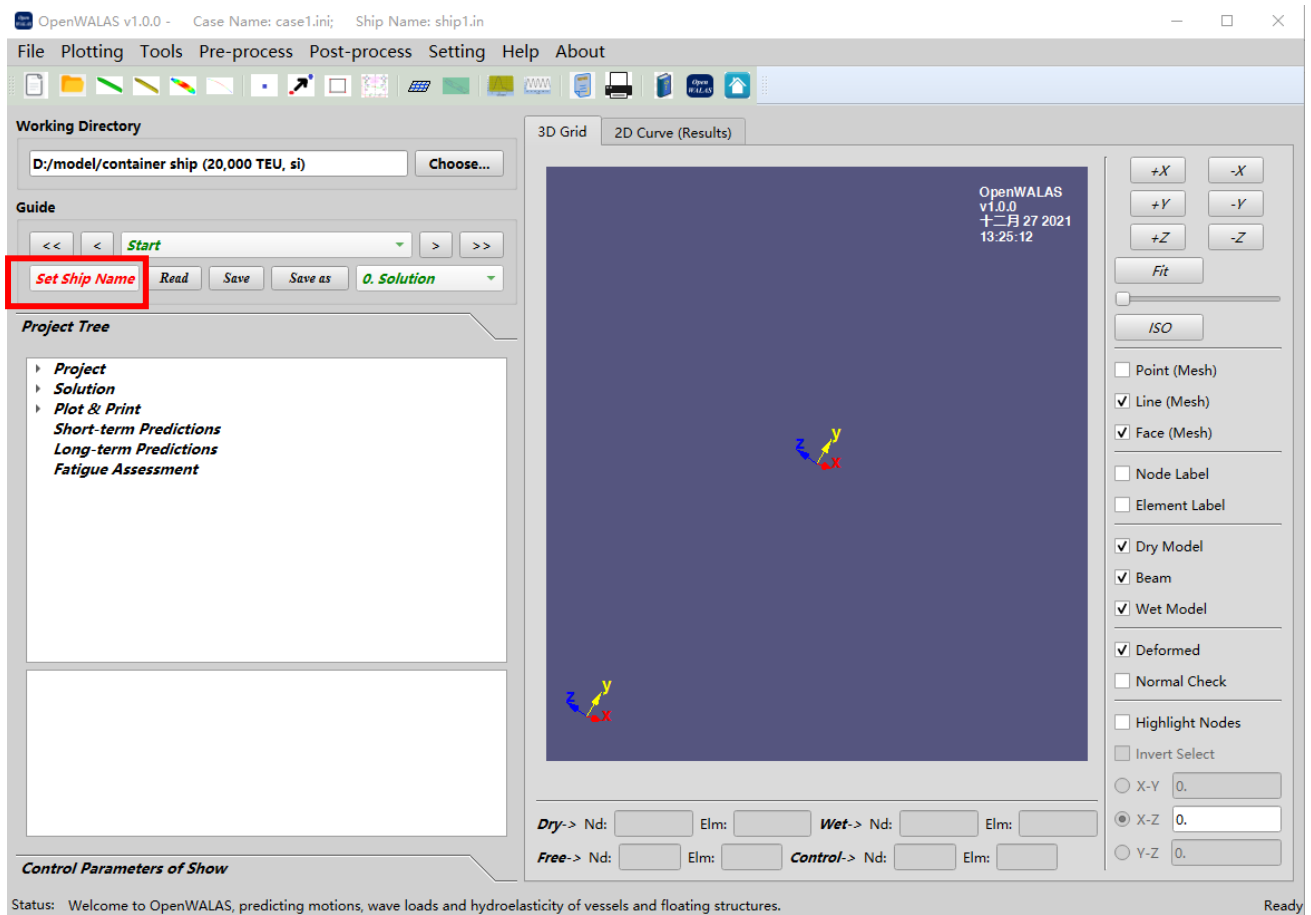 OpenWALAS v1.0.0 -    Case Name: case1.ini;    Ship Name: ship1.in
File Plotting Tools Pre-process Post-process Setting Help About
Open WALAS
Working Directory
D:/model/container ship (20,000 TEU, si)
Choose...
Guide
<< < Start > >>
Set Ship Name Read Save Save as 0. Solution
Project Tree
Project
Solution
Plot & Print
Short-term Predictions
Long-term Predictions
Fatigue Assessment
Control Parameters of Show
3D Grid 2D Curve (Results)
OpenWALAS
v1.0.0
十二月 27 2021
13:25:12
z y x
z y x
Dry-> Nd: Elm: Wet-> Nd: Elm:
Free-> Nd: Elm: Control-> Nd: Elm:
+X -X
+Y -Y
+Z -Z
Fit
ISO
Point (Mesh)
Line (Mesh)
Face (Mesh)
Node Label
Element Label
Dry Model
Beam
Wet Model
Deformed
Normal Check
Highlight Nodes
Invert Select
X-Y 0.
X-Z 0.
Y-Z 0.
Status: Welcome to OpenWALAS, predicting motions, wave loads and hydroelasticity of vessels and floating structures. Ready